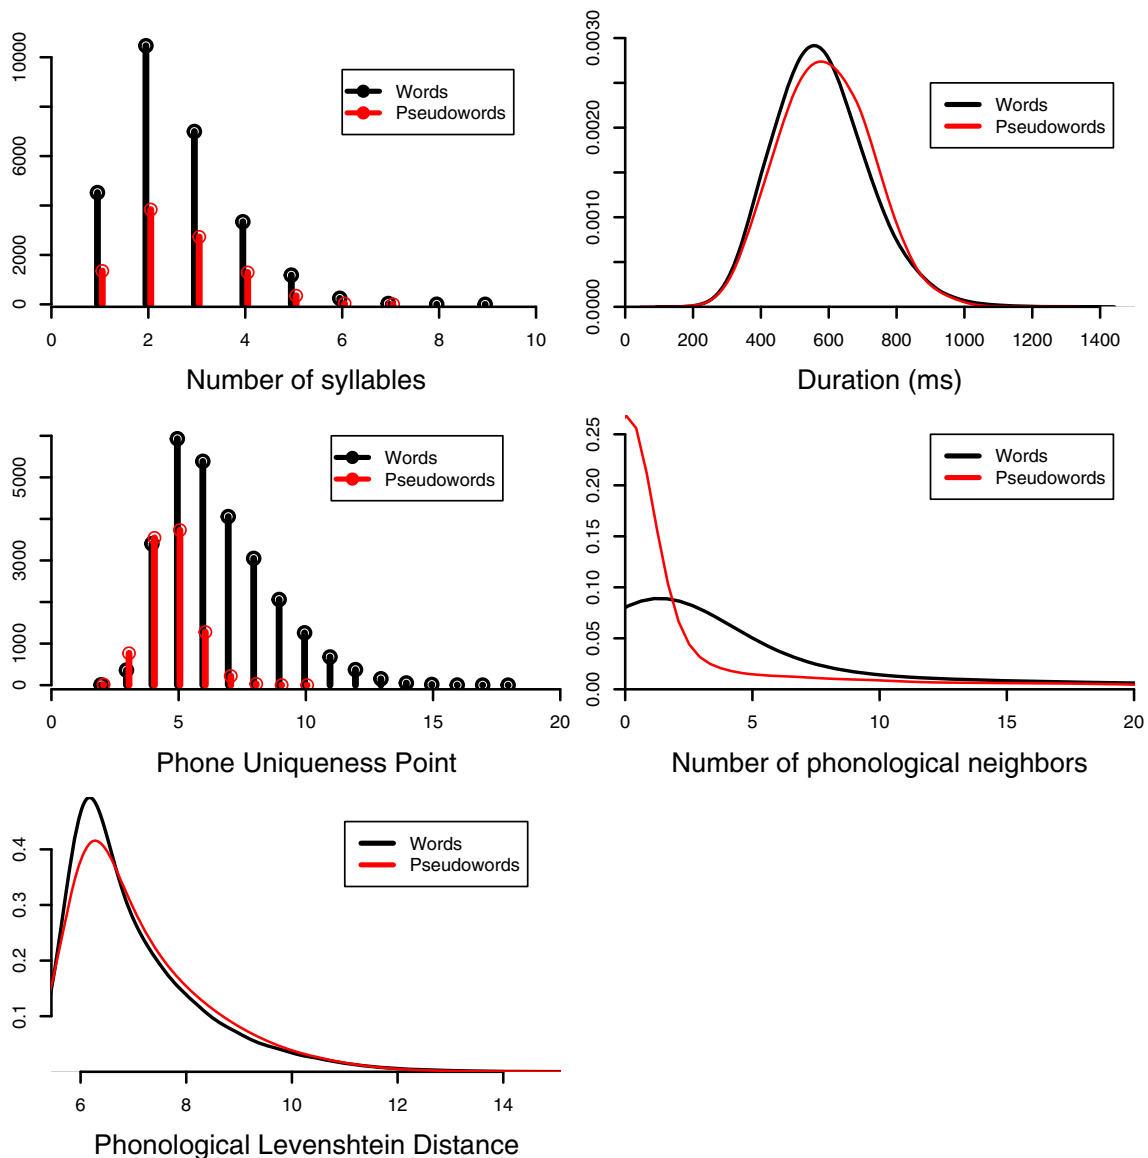 0 2000 6000 10000
Words
Pseudowords
0 2 4 6 8 10
Number of syllables
0.0000 0.0010 0.0020 0.0030
Words
Pseudowords
0 200 400 600 800 1000 1200 1400
Duration (ms)
0 1000 3000 5000
Words
Pseudowords
0 5 10 15 20
Phone Uniqueness Point
0.00 0.05 0.10 0.15 0.20 0.25
Words
Pseudowords
0 5 10 15 20
Number of phonological neighbors
0.1 0.2 0.3 0.4
Words
Pseudowords
6 8 10 12 14
Phonological Levenshtein Distance